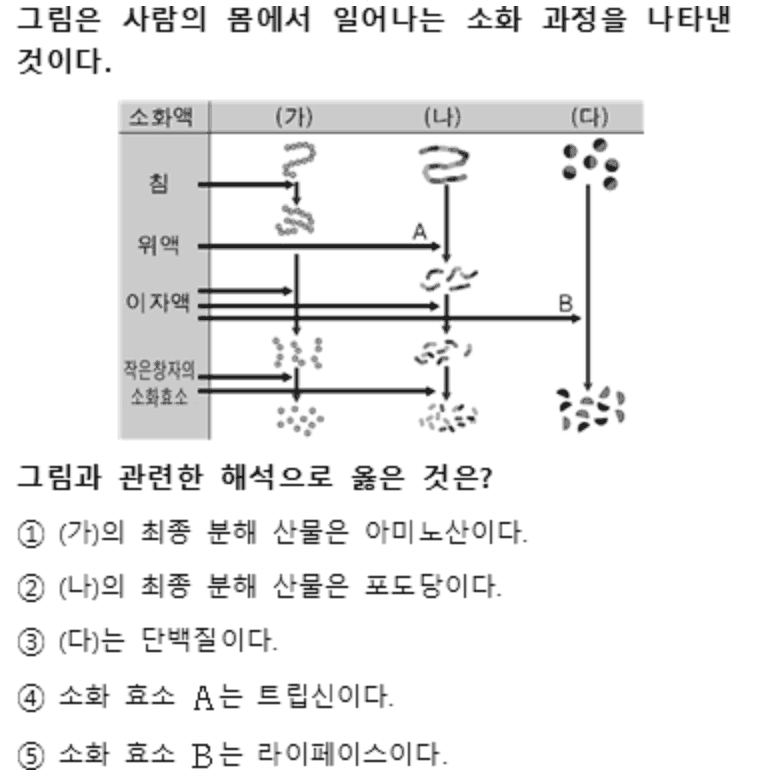 그림은 사람의 몸에서 일어나는 소화 과정을 나타낸
것이다.
소화액 (가) (나) (다)
침
위액 A
이자액 B
작은창자의
소화효소
그림과 관련한 해석으로 옳은 것은?
① (가)의 최종 분해 산물은 아미노산이다.
② (나)의 최종 분해 산물은 포도당이다.
③ (다)는 단백질이다.
④ 소화 효소 A는 트립신이다.
⑤ 소화 효소 B는 라이페이스이다.